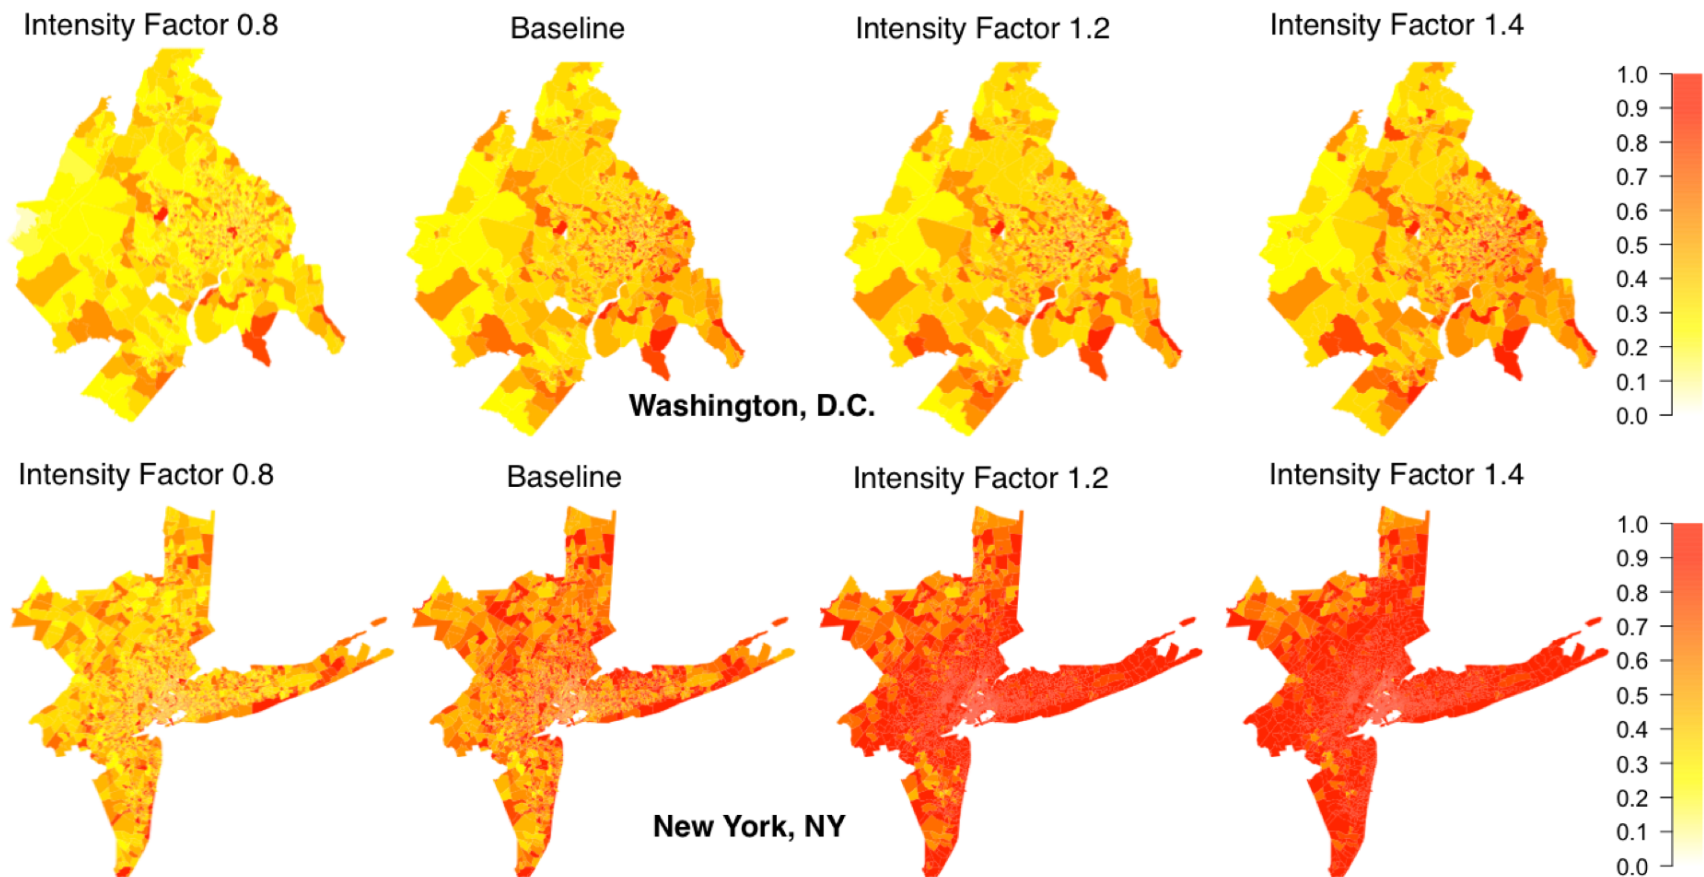 Intensity Factor 0.8
Baseline
Intensity Factor 1.2
Intensity Factor 1.4
1.0
0.9
0.8
0.7
0.6
0.5
0.4
0.3
0.2
0.1
0.0
Washington, D.C.
Intensity Factor 0.8
Baseline
Intensity Factor 1.2
Intensity Factor 1.4
1.0
0.9
0.8
0.7
0.6
0.5
0.4
0.3
0.2
0.1
0.0
New York, NY